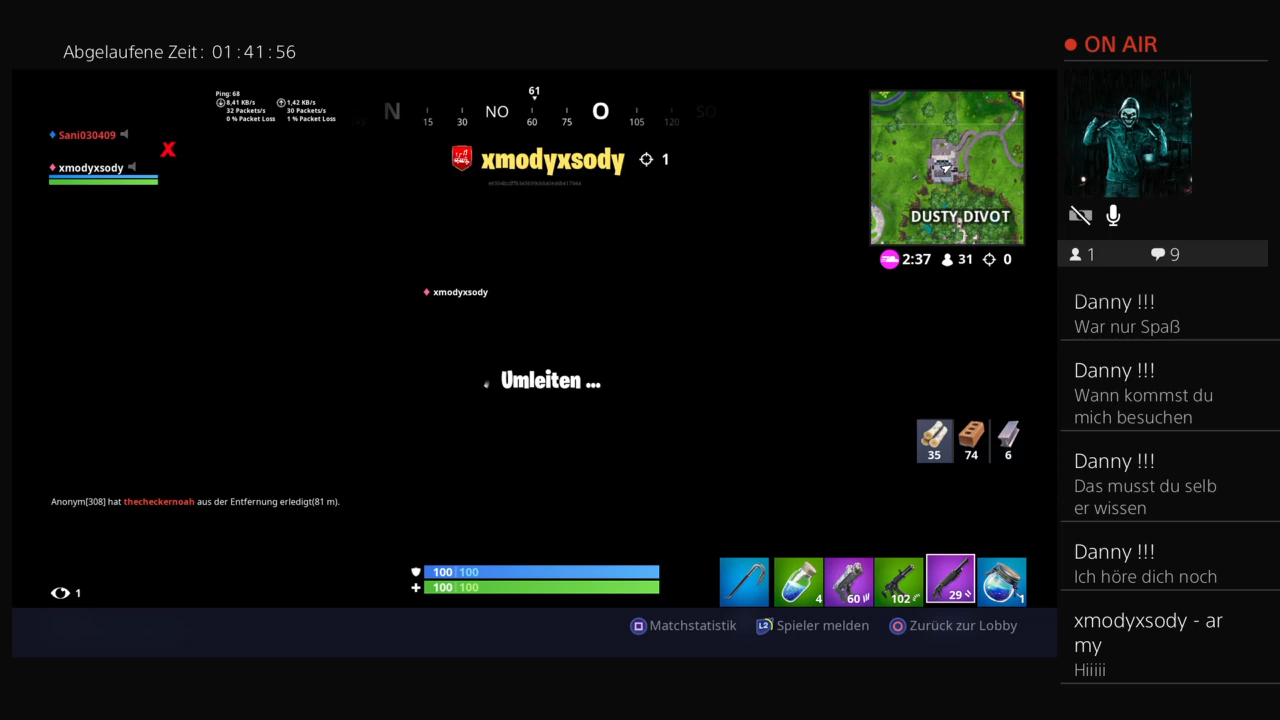 Abgelaufene Zeit: 01:41:56
ON AIR
Ping: 68
8,41 KB/s 1,42 KB/s
32 Packets/s 30 Packets/s
0 % Packet Loss 1 % Packet Loss
61
N 15 30 NO 60 75 O 105 120 SO
Sani030409
X
xmodyxsody
xmodyxsody 1
DUSTY DIVOT
2:37 31 0
xmodyxsody
Umleiten ...
35 74 6
Anonym[308] hat thecheckernoah aus der Entfernung erledigt(81 m).
100 100
100 100
4 60 102 29 1
1
Matchstatistik L2 Spieler melden Zurück zur Lobby
1 9
Danny !!!
War nur Spaß
Danny !!!
Wann kommst du
mich besuchen
Danny !!!
Das musst du selb
er wissen
Danny !!!
Ich höre dich noch
xmodyxsody - ar
my
Hiiiii